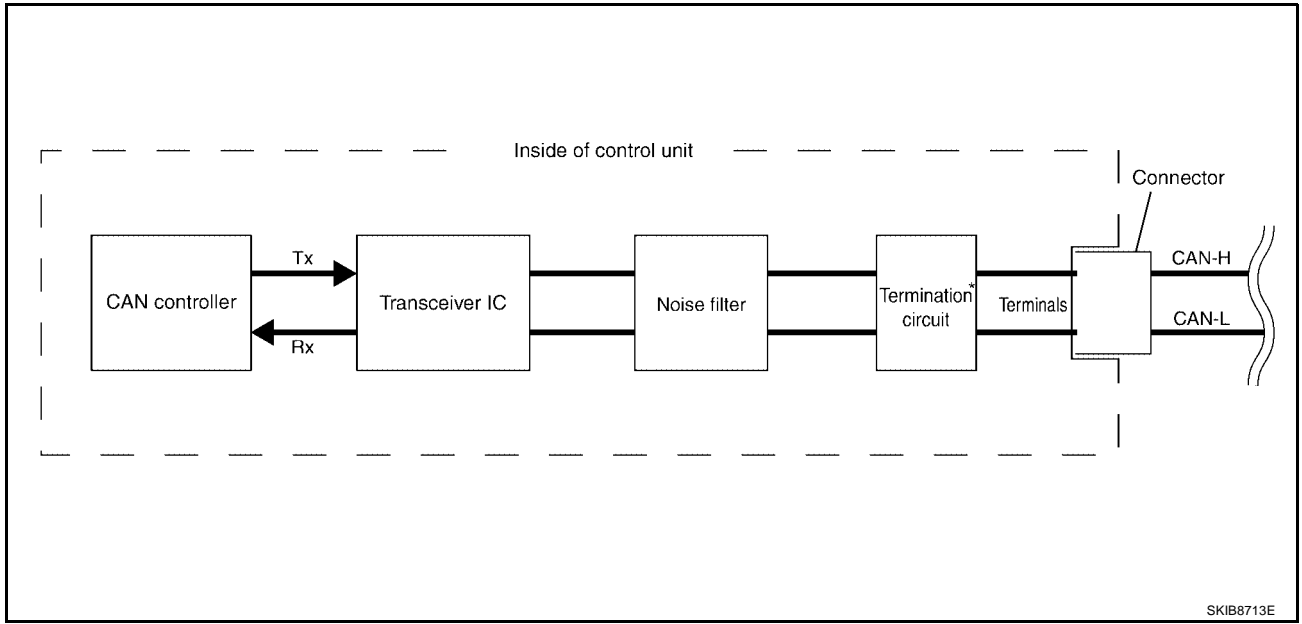 Inside of control unit
Connector
CAN controller
Tx
Rx
Transceiver IC
Noise filter
Termination*
circuit
Terminals
CAN-H
CAN-L
SKIB8713E